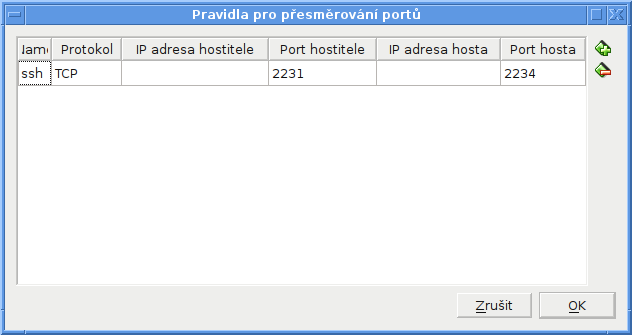 Pravidla pro přesměrování portů
Protokol IP adresa hostitele Port hostitele IP adresa hosta Port hosta
ssh TCP 2231 2234
Zrušit OK